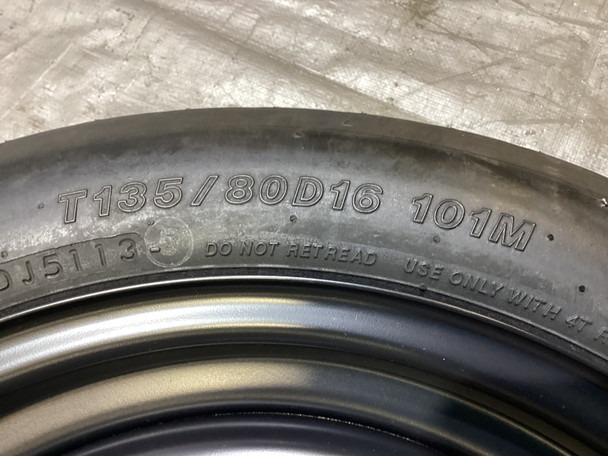 T135/80D16 101M
DJ5113 DO NOT RETREAD USE ONLY WITH 4T